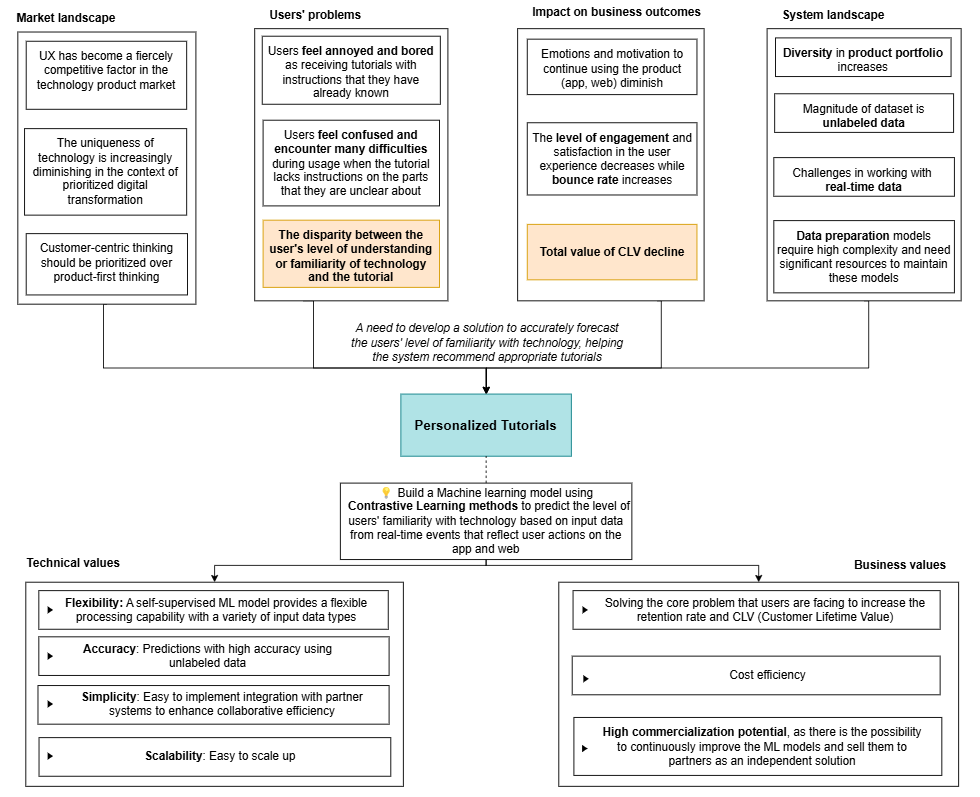 Market landscape
UX has become a fiercely
competitive factor in the
technology product market
The uniqueness of
technology is increasingly
diminishing in the context of
prioritized digital
transformation
Customer-centric thinking
should be prioritized over
product-first thinking
Users' problems
Users feel annoyed and bored
as receiving tutorials with
instructions that they have
already known
Users feel confused and
encounter many difficulties
during usage when the tutorial
lacks instructions on the parts
that they are unclear about
The disparity between the
user's level of understanding
or familiarity of technology
and the tutorial
Impact on business outcomes
Emotions and motivation to
continue using the product
(app, web) diminish
The level of engagement and
satisfaction in the user
experience decreases while
bounce rate increases
Total value of CLV decline
System landscape
Diversity in product portfolio
increases
Magnitude of dataset is
unlabeled data
Challenges in working with
real-time data
Data preparation models
require high complexity and need
significant resources to maintain
these models
A need to develop a solution to accurately forecast
the users' level of familiarity with technology, helping
the system recommend appropriate tutorials
Personalized Tutorials
💡 Build a Machine learning model using
Contrastive Learning methods to predict the level of
users' familiarity with technology based on input data
from real-time events that reflect user actions on the
app and web
Technical values
Flexibility: A self-supervised ML model provides a flexible
processing capability with a variety of input data types
Accuracy: Predictions with high accuracy using
unlabeled data
Simplicity: Easy to implement integration with partner
systems to enhance collaborative efficiency
Scalability: Easy to scale up
Business values
Solving the core problem that users are facing to increase the
retention rate and CLV (Customer Lifetime Value)
Cost efficiency
High commercialization potential, as there is the possibility
to continuously improve the ML models and sell them to
partners as an independent solution